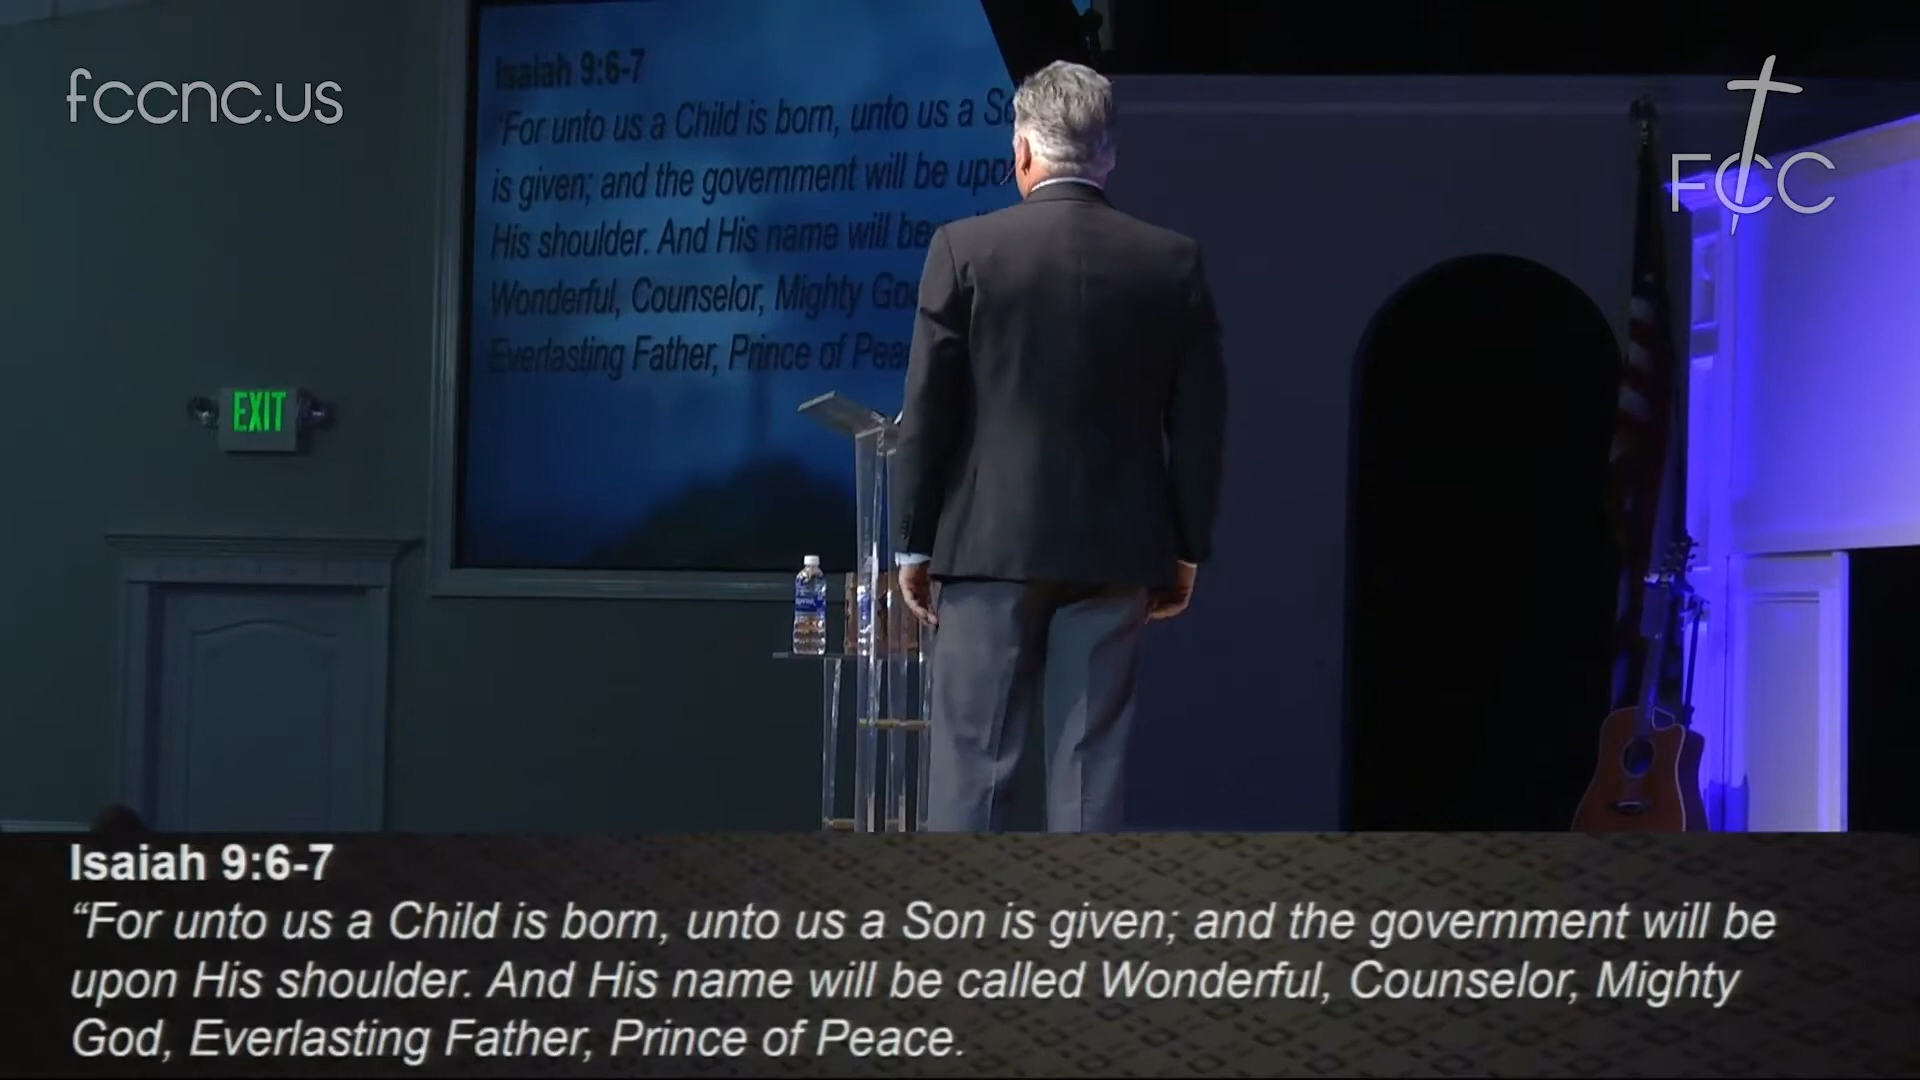 fccnc.us
FCC
Isaiah 9:6-7
"For unto us a Child is born, unto us a So
is given; and the government will be upo
His shoulder. And His name will be
Wonderful, Counselor, Mighty Go
Everlasting Father, Prince of Pea
EXIT
Isaiah 9:6-7
“For unto us a Child is born, unto us a Son is given; and the government will be
upon His shoulder. And His name will be called Wonderful, Counselor, Mighty
God, Everlasting Father, Prince of Peace.